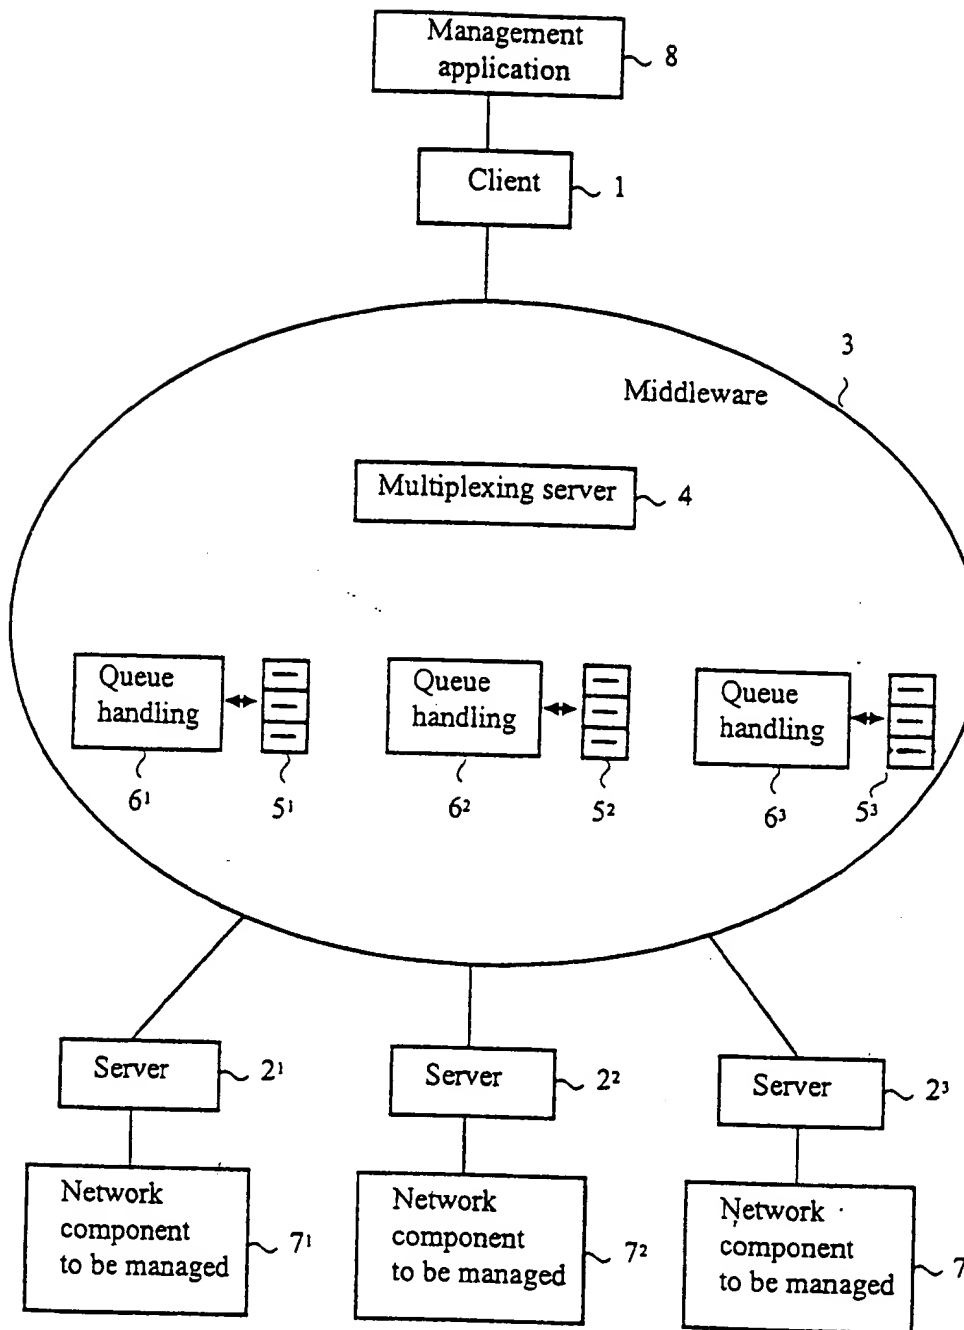 Management
application
8
Client
1
3
Middleware
Multiplexing server
4
Queue
handling
Queue
handling
Queue
handling
6¹
5¹
6²
5²
6³
5³
Server
2¹
Server
2²
Server
2³
Network
component
to be managed
7¹
Network
component
to be managed
7²
Network
component
to be managed
7